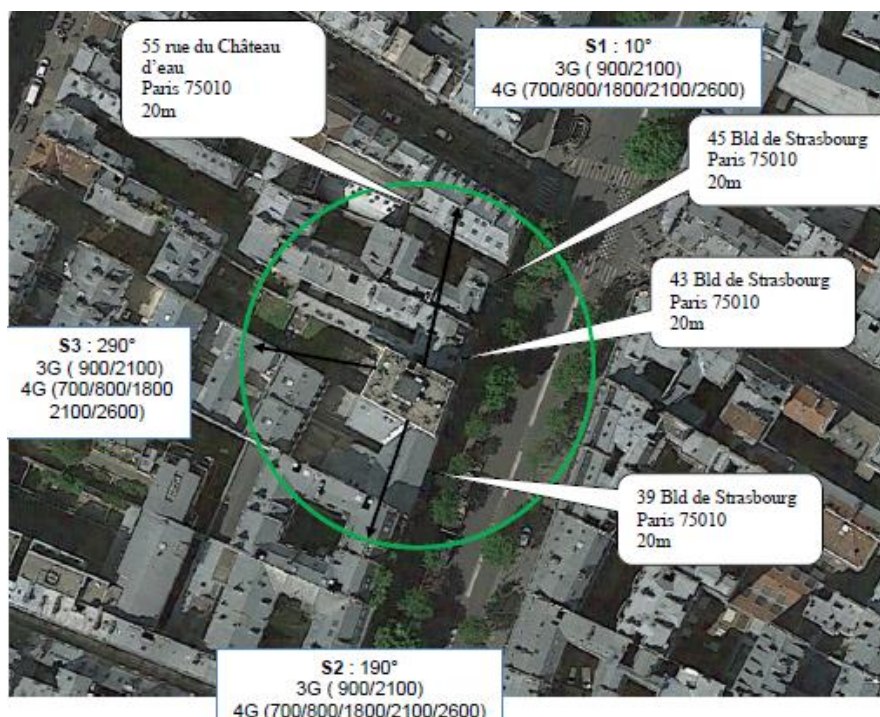 55 rue du Château
d'eau
Paris 75010
20m
S1 : 10°
3G ( 900/2100)
4G (700/800/1800/2100/2600)
45 Bld de Strasbourg
Paris 75010
20m
43 Bld de Strasbourg
Paris 75010
20m
S3 : 290°
3G ( 900/2100)
4G (700/800/1800
2100/2600)
39 Bld de Strasbourg
Paris 75010
20m
S2 : 190°
3G ( 900/2100)
4G (700/800/1800/2100/2600)